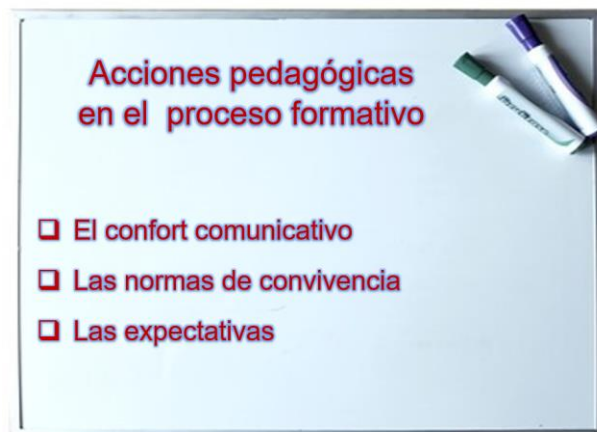 Acciones pedagógicas
en el proceso formativo
❑ El confort comunicativo
❑ Las normas de convivencia
❑ Las expectativas